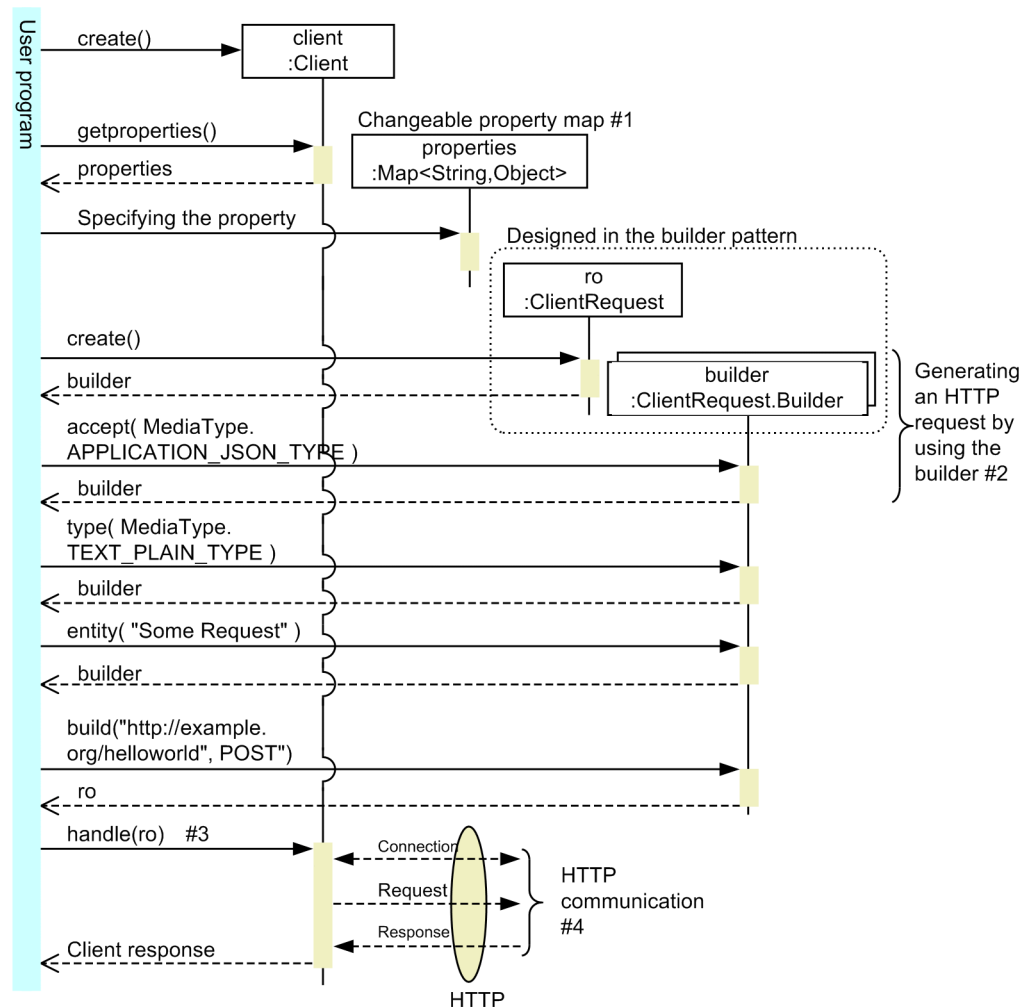 User program
create()
client
:Client
getproperties()
properties
Changeable property map #1
properties
:Map<String,Object>
Specifying the property
Designed in the builder pattern
ro
:ClientRequest
create()
builder
builder
:ClientRequest.Builder
Generating
an HTTP
request by
using the
builder #2
accept( MediaType.
APPLICATION_JSON_TYPE )
builder
type( MediaType.
TEXT_PLAIN_TYPE )
builder
entity( "Some Request" )
builder
build("http://example.
org/helloworld", POST")
ro
handle(ro) #3
Connection
Request
Response
HTTP
communication
#4
Client response
HTTP